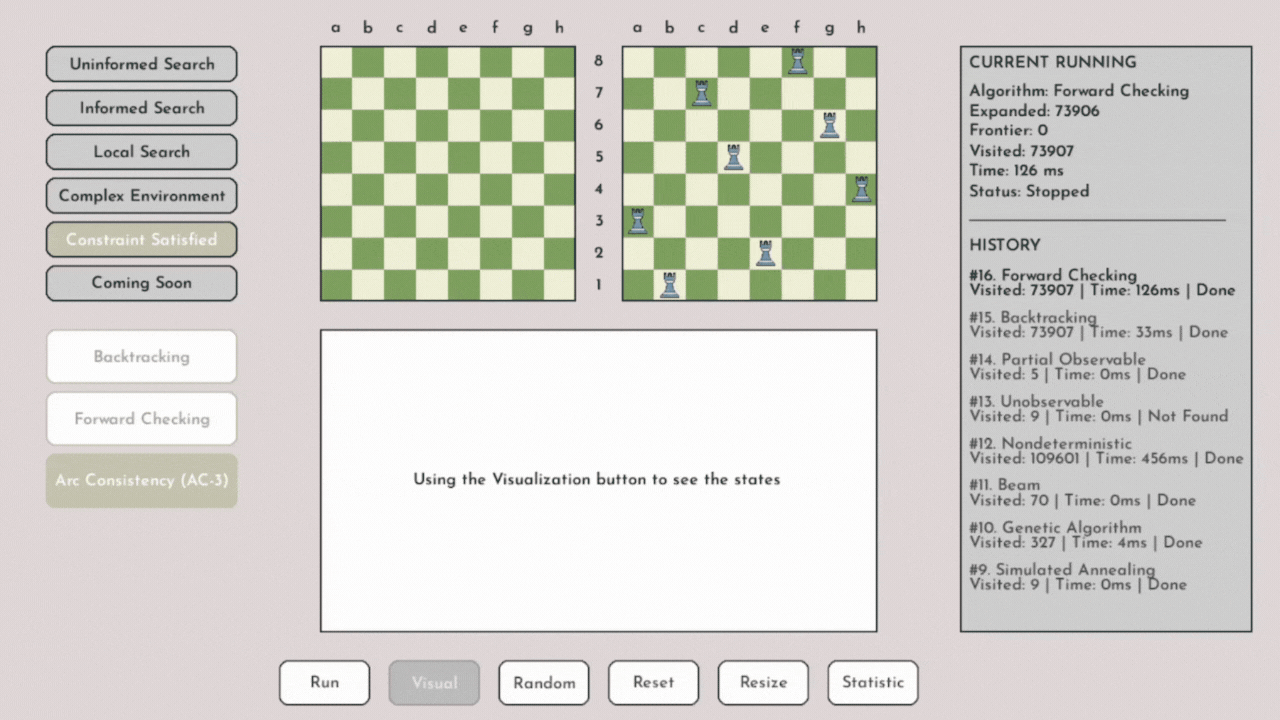 Uninformed Search
Informed Search
Local Search
Complex Environment
Constraint Satisfied
Coming Soon
Backtracking
Forward Checking
Arc Consistency (AC-3)
a b c d e f g h
a b c d e f g h
8
7
6
5
4
3
2
1
Using the Visualization button to see the states
Run
Visual
Random
Reset
Resize
Statistic
CURRENT RUNNING
Algorithm: Forward Checking
Expanded: 73906
Frontier: 0
Visited: 73907
Time: 126 ms
Status: Stopped
HISTORY
#16. Forward Checking
Visited: 73907 | Time: 126ms | Done
#15. Backtracking
Visited: 73907 | Time: 33ms | Done
#14. Partial Observable
Visited: 5 | Time: 0ms | Done
#13. Unobservable
Visited: 9 | Time: 0ms | Not Found
#12. Nondeterministic
Visited: 109601 | Time: 456ms | Done
#11. Beam
Visited: 70 | Time: 0ms | Done
#10. Genetic Algorithm
Visited: 327 | Time: 4ms | Done
#9. Simulated Annealing
Visited: 9 | Time: 0ms | Done